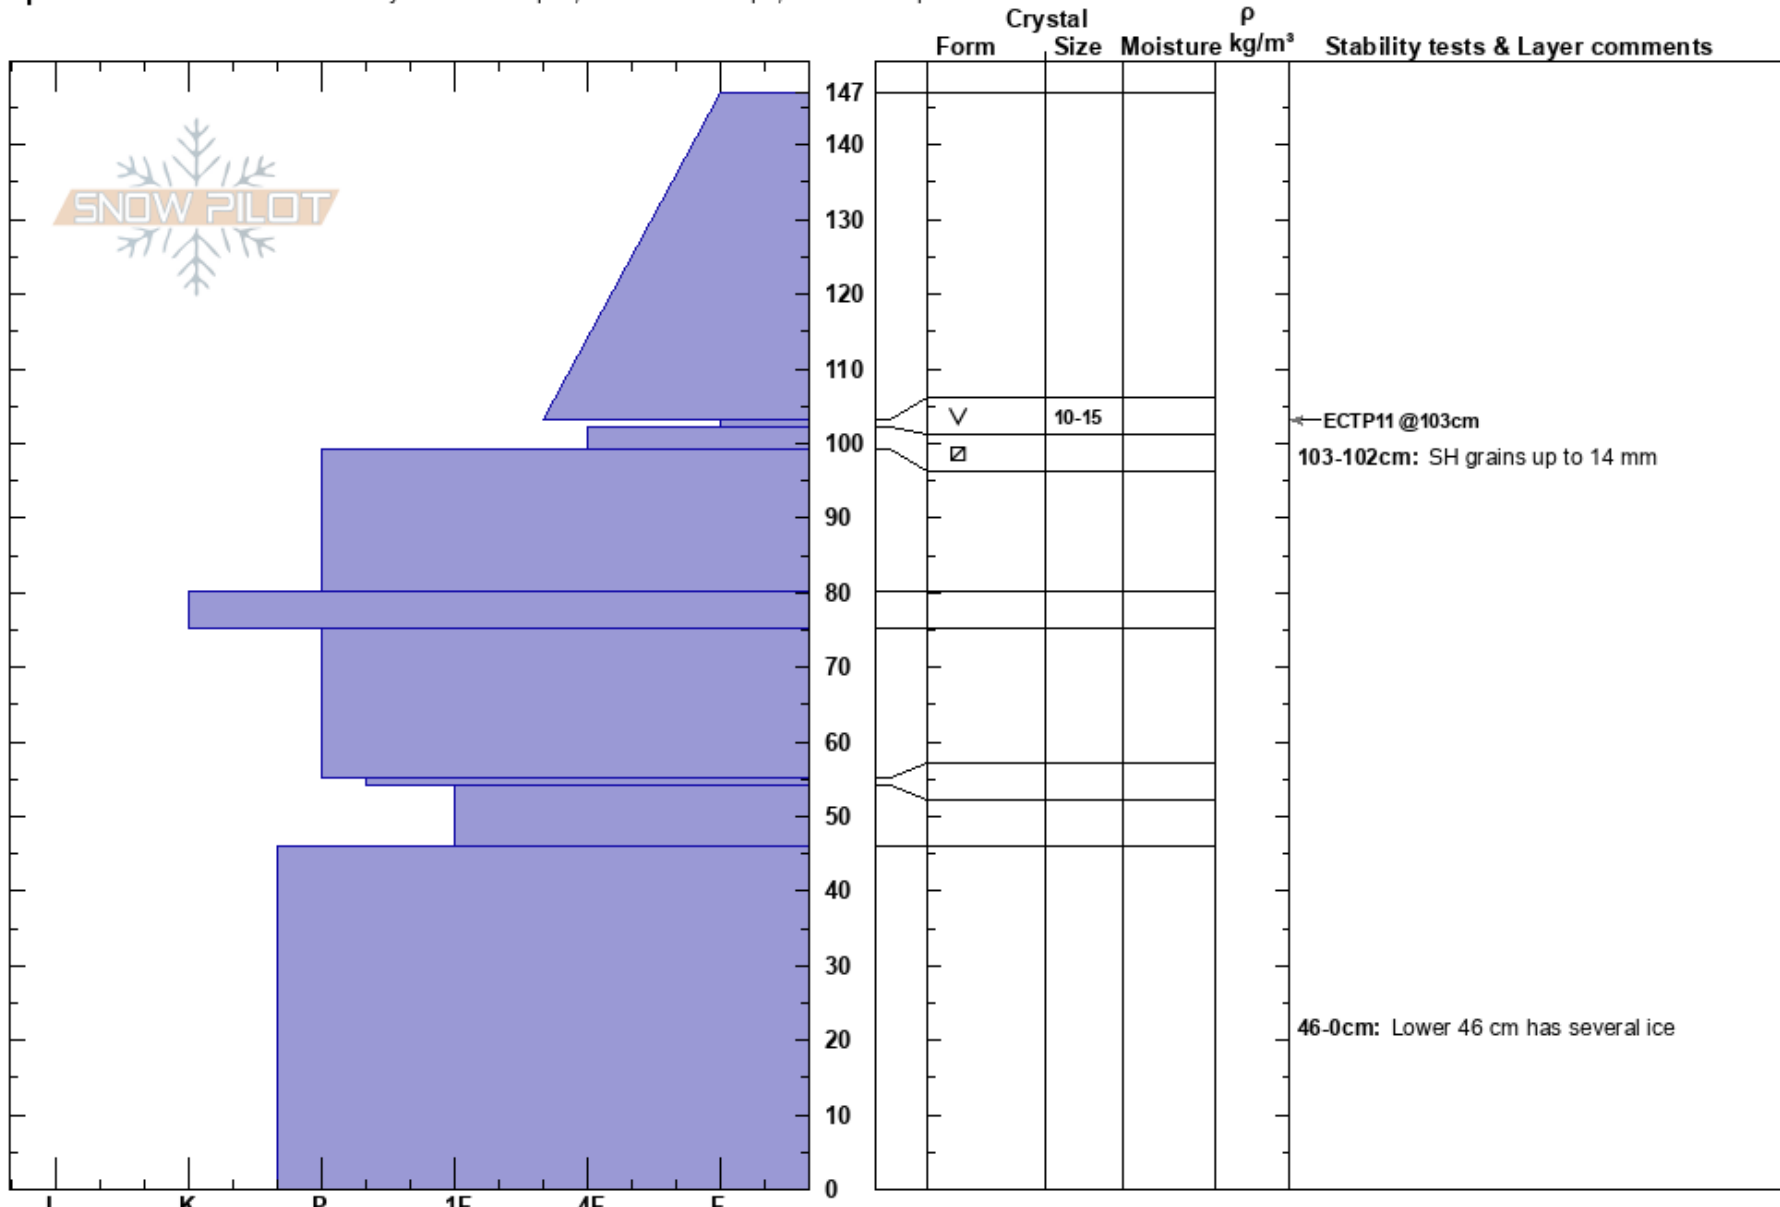 Crystal
ρ
Form Size Moisture kg/m³ Stability tests & Layer comments
147
140
SNOW PILOT
130
120
110
10-15
ECTP11 @103cm
100
103-102cm: SH grains up to 14 mm
90
80
70
60
50
40
30
46-0cm: Lower 46 cm has several ice
20
10
0
I K P 1F 4F F